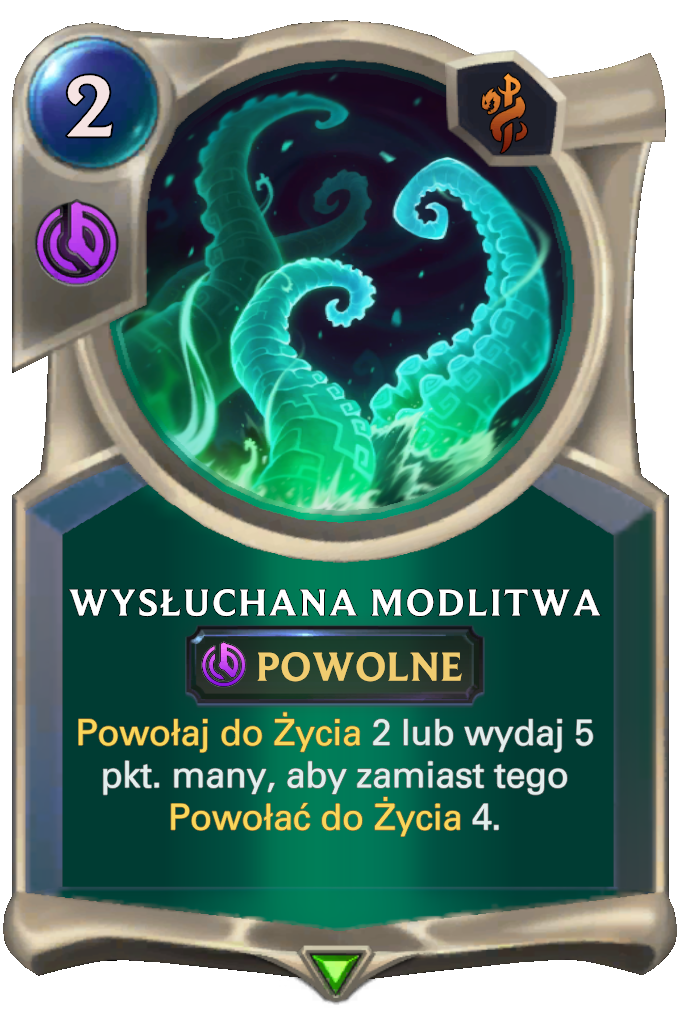 2
WYSŁUCHANA MODLITWA
POWOLNE
Powołaj do Życia 2 lub wydaj 5
pkt. many, aby zamiast tego
Powołać do Życia 4.